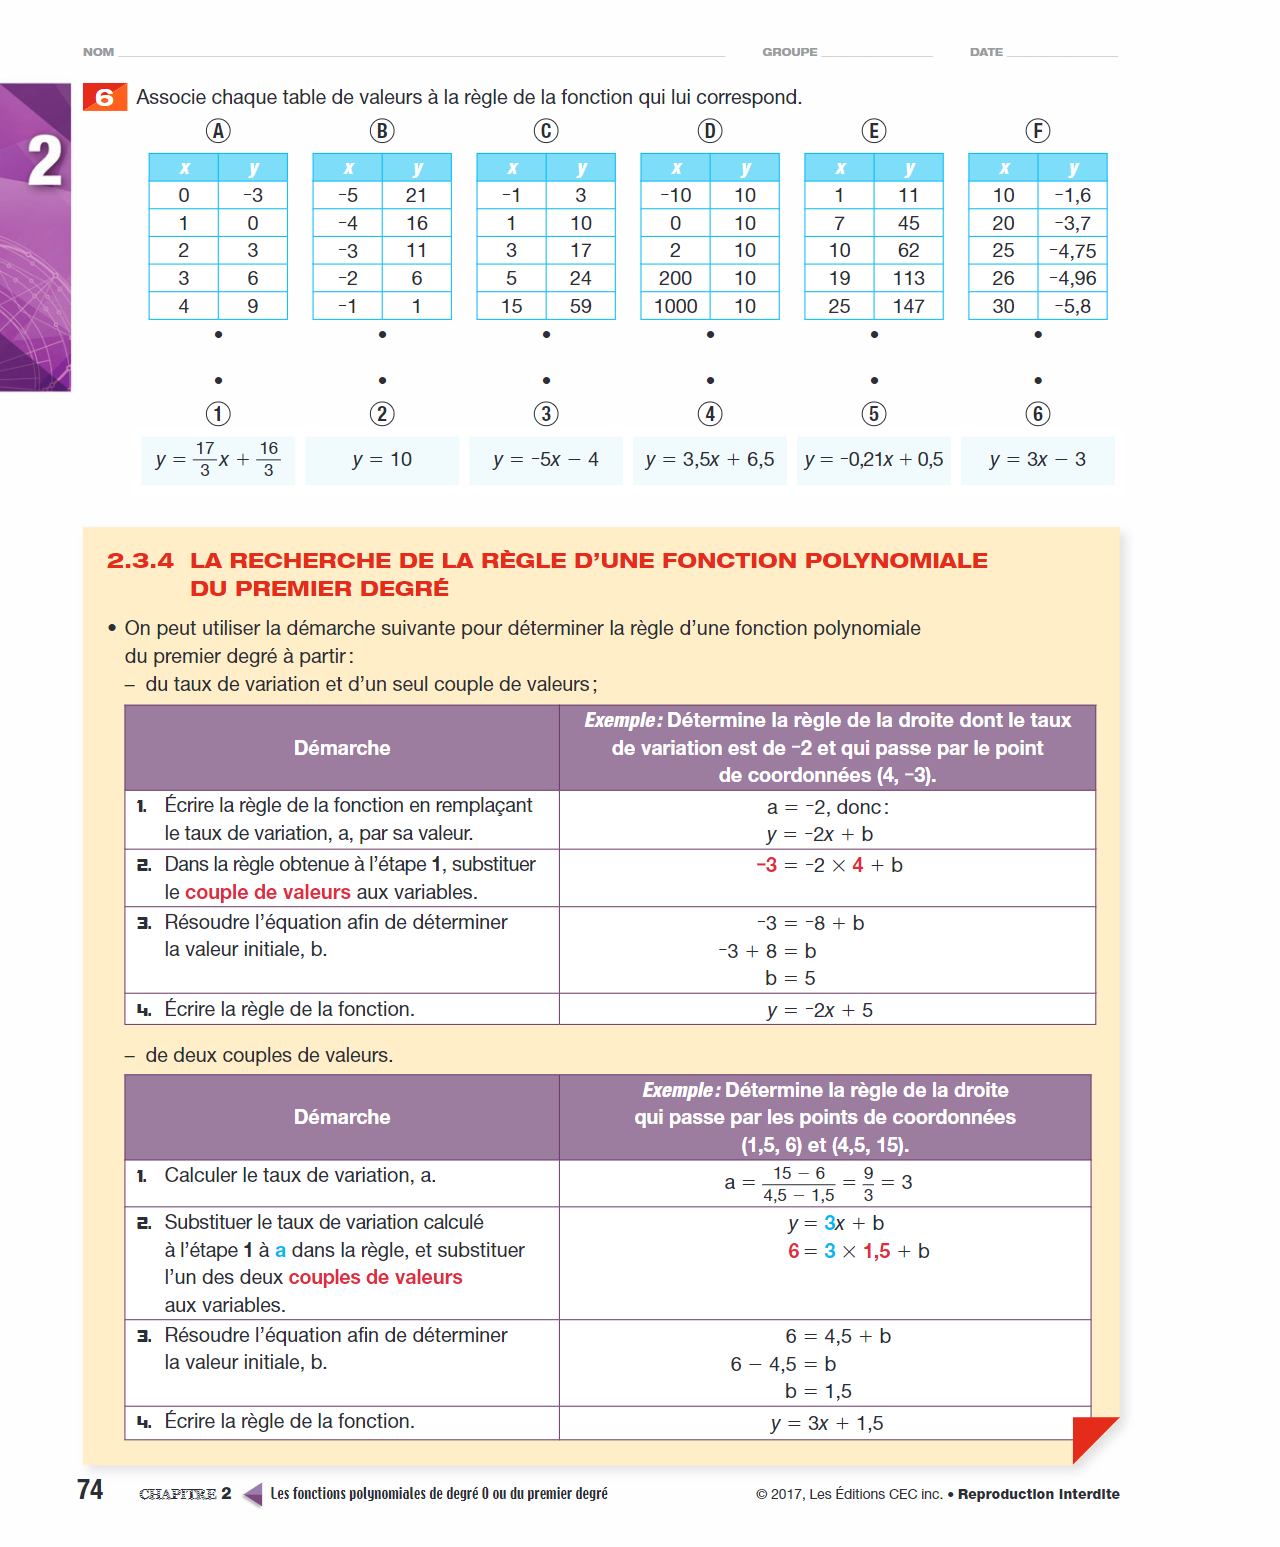 NOM GROUPE DATE
2
6 Associe chaque table de valeurs à la règle de la fonction qui lui correspond.
A B C D E F
x y x y x y x y x y x y
0 −3 −5 21 −1 3 −10 10 1 11 10 −1,6
1 0 −4 16 1 10 0 10 7 45 20 −3,7
2 3 −3 11 3 17 2 10 10 62 25 −4,75
3 6 −2 6 5 24 200 10 19 113 26 −4,96
4 9 −1 1 15 59 1000 10 25 147 30 −5,8
• • • • • •
• • • • • •
1 2 3 4 5 6
y = 17/3 x + 16/3 y = 10 y = −5x − 4 y = 3,5x + 6,5 y = −0,21x + 0,5 y = 3x − 3
2.3.4 LA RECHERCHE DE LA RÈGLE D'UNE FONCTION POLYNOMIALE
DU PREMIER DEGRÉ
• On peut utiliser la démarche suivante pour déterminer la règle d'une fonction polynomiale
du premier degré à partir :
– du taux de variation et d'un seul couple de valeurs ;
Démarche
Exemple : Détermine la règle de la droite dont le taux
de variation est de −2 et qui passe par le point
de coordonnées (4, −3).
1. Écrire la règle de la fonction en remplaçant
le taux de variation, a, par sa valeur.
a = −2, donc :
y = −2x + b
2. Dans la règle obtenue à l'étape 1, substituer
le couple de valeurs aux variables.
−3 = −2 × 4 + b
3. Résoudre l'équation afin de déterminer
la valeur initiale, b.
−3 = −8 + b
−3 + 8 = b
b = 5
4. Écrire la règle de la fonction.
y = −2x + 5
– de deux couples de valeurs.
Démarche
Exemple : Détermine la règle de la droite
qui passe par les points de coordonnées
(1,5, 6) et (4,5, 15).
1. Calculer le taux de variation, a.
a = (15 − 6)/(4,5 − 1,5) = 9/3 = 3
2. Substituer le taux de variation calculé
à l'étape 1 à a dans la règle, et substituer
l'un des deux couples de valeurs
aux variables.
y = 3x + b
6 = 3 × 1,5 + b
3. Résoudre l'équation afin de déterminer
la valeur initiale, b.
6 = 4,5 + b
6 − 4,5 = b
b = 1,5
4. Écrire la règle de la fonction.
y = 3x + 1,5
74 CHAPITRE 2 Les fonctions polynomiales de degré 0 ou du premier degré
© 2017, Les Éditions CEC inc. • Reproduction interdite